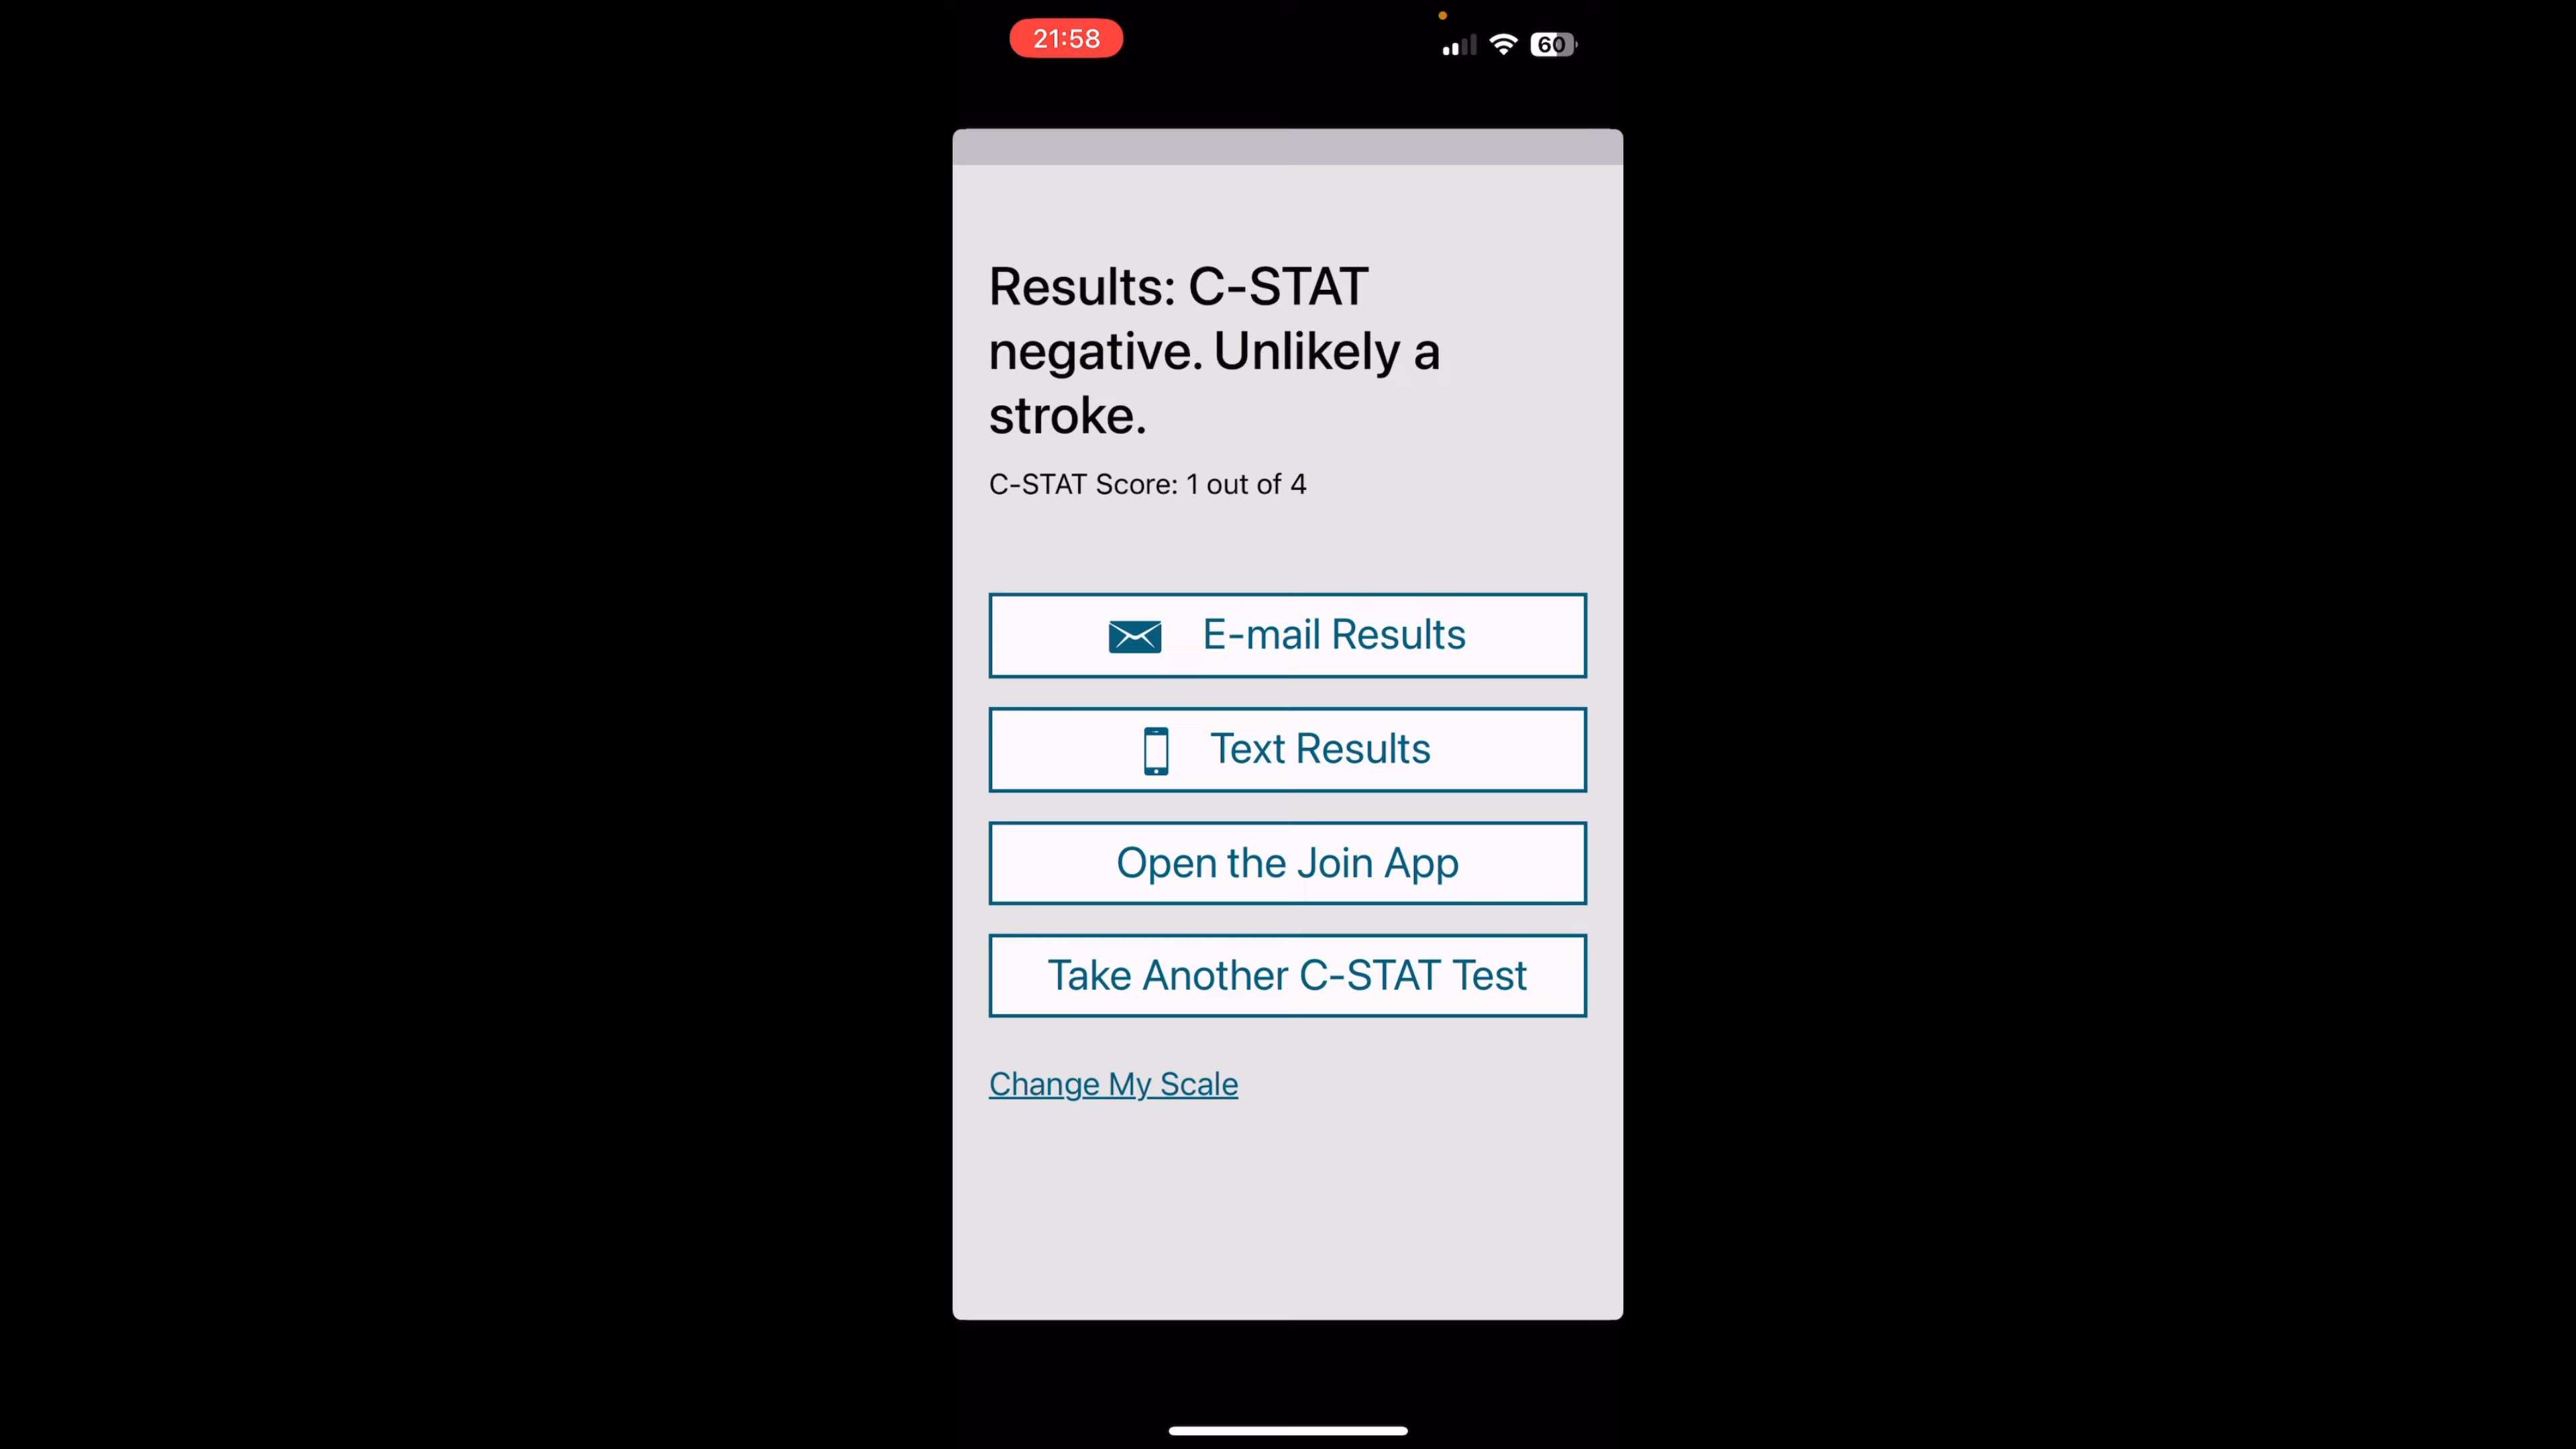 21:58
60
Results: C-STAT
negative. Unlikely a
stroke.
C-STAT Score: 1 out of 4
E-mail Results
Text Results
Open the Join App
Take Another C-STAT Test
Change My Scale